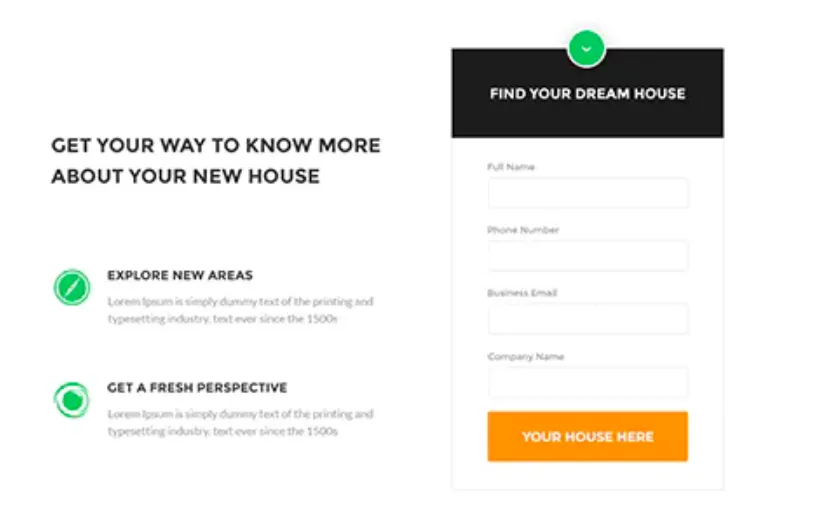 GET YOUR WAY TO KNOW MORE
ABOUT YOUR NEW HOUSE
EXPLORE NEW AREAS
Lorem Ipsum is simply dummy text of the printing and
typesetting industry. text ever since the 1500s
GET A FRESH PERSPECTIVE
Lorem Ipsum is simply dummy text of the printing and
typesetting industry. text ever since the 1500s
FIND YOUR DREAM HOUSE
Full Name
Phone Number
Business Email
Company Name
YOUR HOUSE HERE